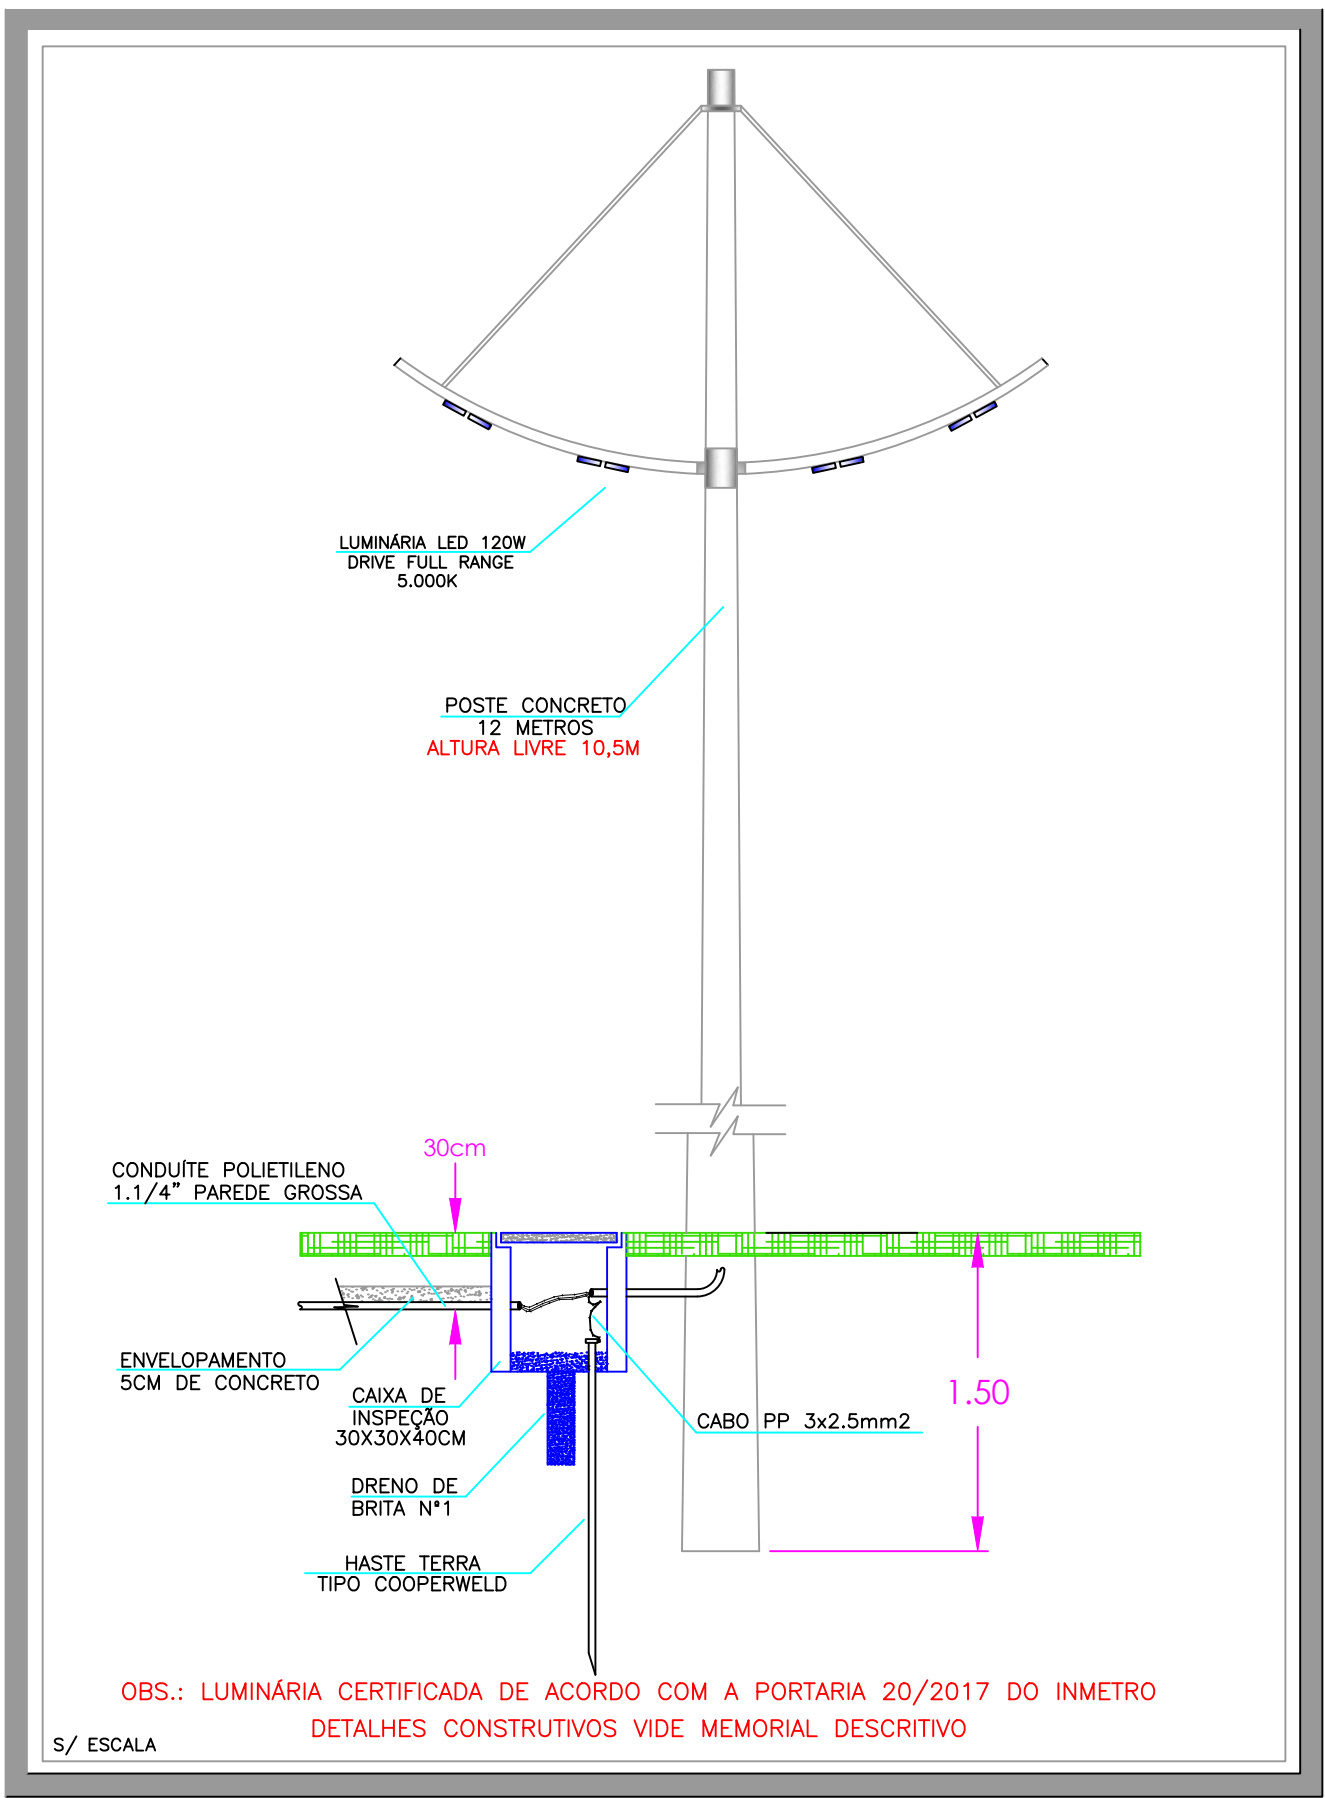 LUMINÁRIA LED 120W
DRIVE FULL RANGE
5.000K
POSTE CONCRETO
12 METROS
ALTURA LIVRE 10,5M
30cm
CONDUÍTE POLIETILENO
1.1/4" PAREDE GROSSA
ENVELOPAMENTO
5CM DE CONCRETO
CAIXA DE
INSPEÇÃO
30X30X40CM
1.50
CABO PP 3x2.5mm2
DRENO DE
BRITA Nª1
HASTE TERRA
TIPO COOPERWELD
OBS.: LUMINÁRIA CERTIFICADA DE ACORDO COM A PORTARIA 20/2017 DO INMETRO
DETALHES CONSTRUTIVOS VIDE MEMORIAL DESCRITIVO
S/ ESCALA